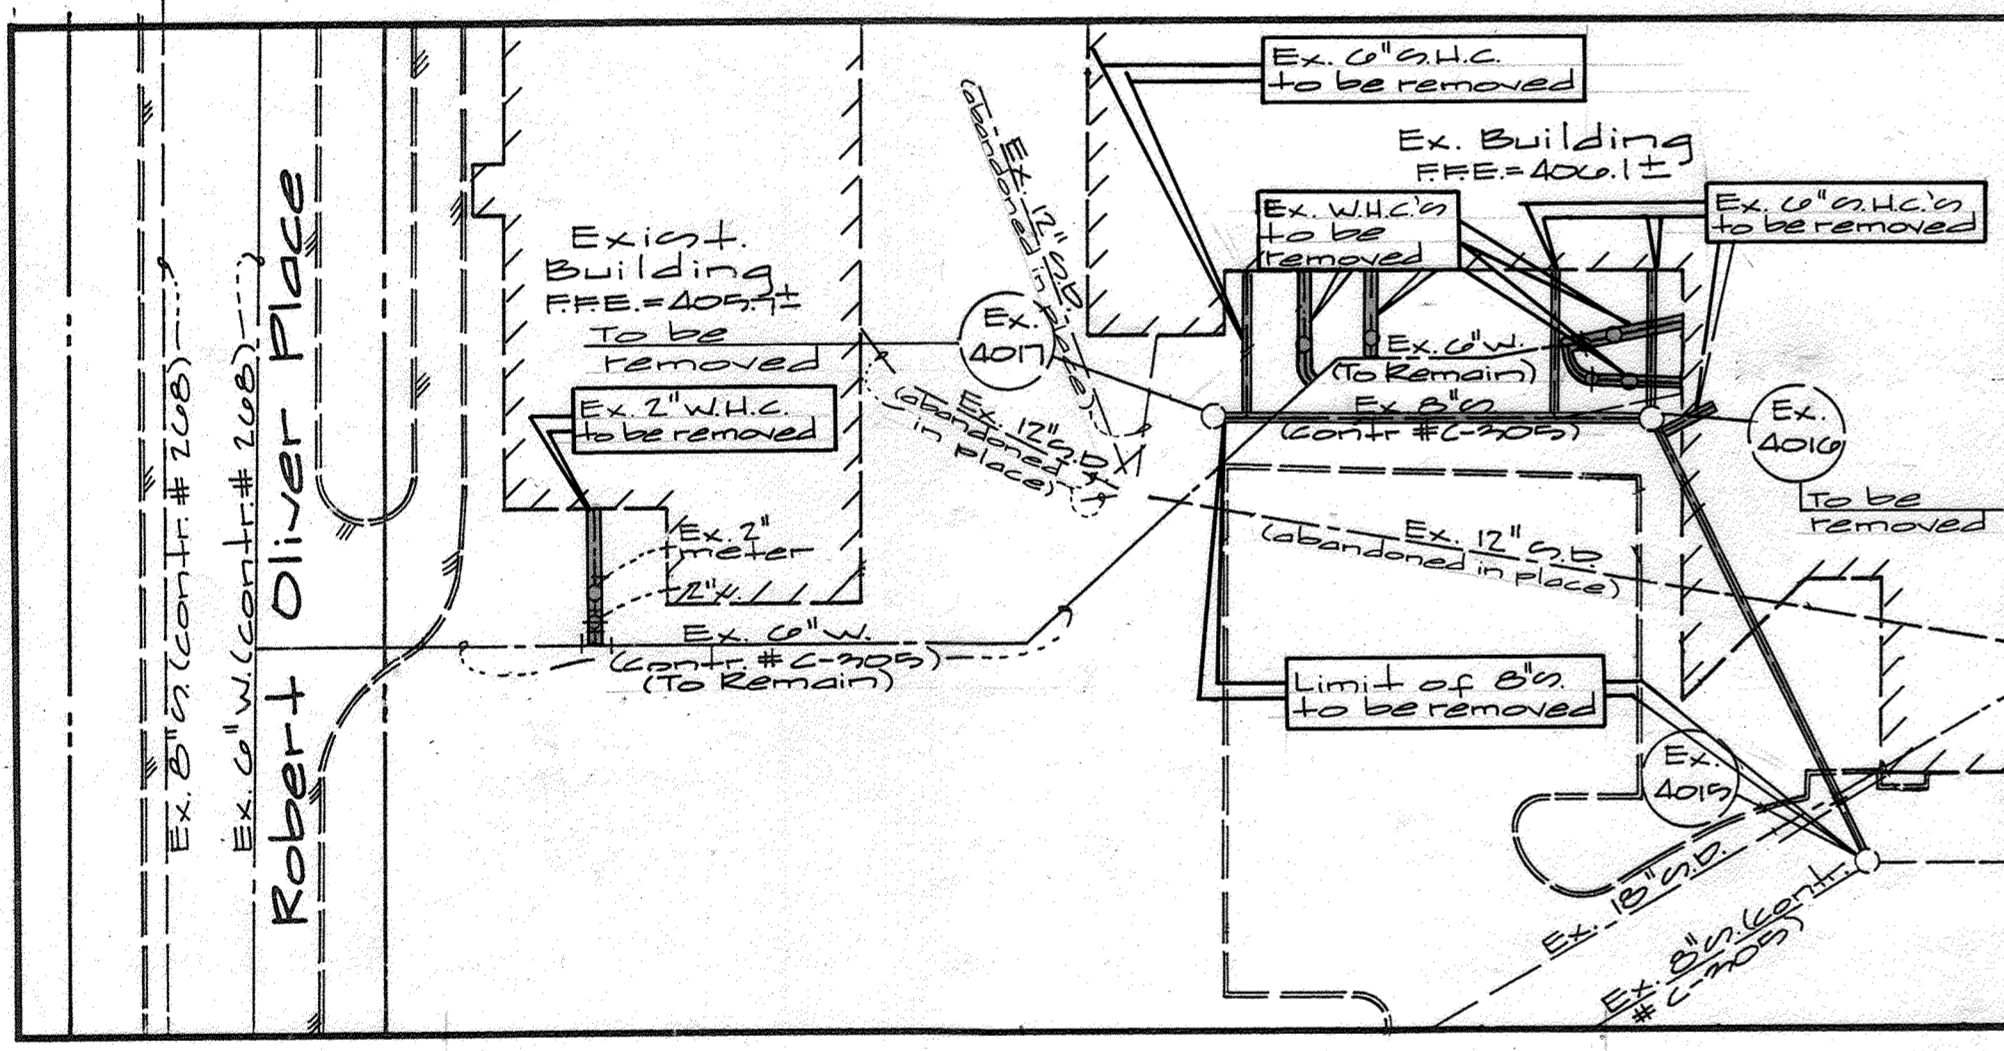 Ex. 8"S. (contr. # 268)
Ex. 6"W. (contr. # 268)
Robert Oliver Place
Exist.
Building
F.F.E.=405.7±
To be
removed
Ex. 2"W.H.C.
to be removed
Ex. 2"
meter
Ex. 6"W.
(contr. # C-305)
(To Remain)
Ex. 12"S.D.
(abandoned in place)
Ex. 12"S.D.
(abandoned
in place)
Ex.
4017
Ex. 6"S.H.C.
to be removed
Ex. Building
F.F.E.=406.1±
Ex. W.H.C.'s
to be
removed
Ex. 6"S.H.C.'s
to be removed
Ex. 6"W.
(To Remain)
Ex. 8"S.
(contr. #C-305)
Ex.
4016
To be
removed
Ex. 12"S.D.
(abandoned in place)
Limit of 8"S.
to be removed
Ex.
4015
Ex. 18"S.D.
Ex. 8"S. (contr.
# C-305)